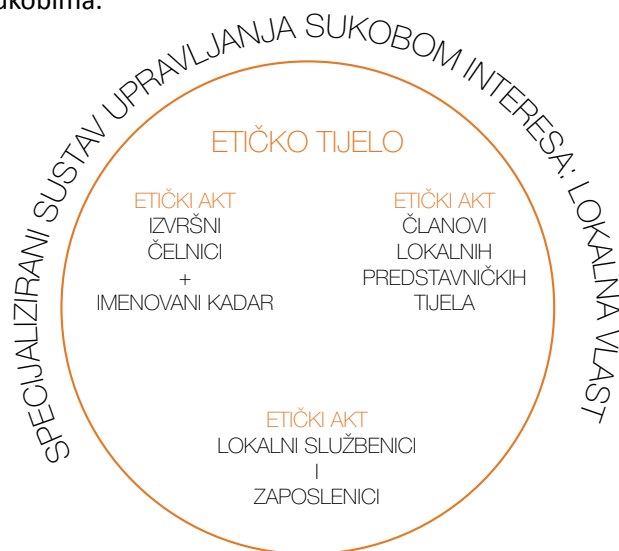 SPECIJALIZIRANI SUSTAV UPRAVLJANJA SUKOBOM INTERESA: LOKALNA VLAST
ETIČKO TIJELO
ETIČKI AKT
IZVRŠNI
ČELNICI
+
IMENOVANI KADAR
ETIČKI AKT
ČLANOVI
LOKALNIH
PREDSTAVNIČKIH
TIJELA
ETIČKI AKT
LOKALNI SLUŽBENICI
I
ZAPOSLENICI